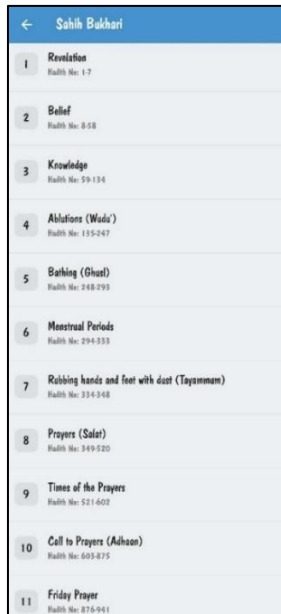 ← Sahih Bukhari
1 Revelation
Hadith No: 1-7
2 Belief
Hadith No: 8-58
3 Knowledge
Hadith No: 59-134
4 Ablutions (Wudu')
Hadith No: 135-247
5 Bathing (Ghusl)
Hadith No: 248-293
6 Menstrual Periods
Hadith No: 294-333
7 Rubbing hands and feet with dust (Tayammum)
Hadith No: 334-348
8 Prayers (Salat)
Hadith No: 349-520
9 Times of the Prayers
Hadith No: 521-602
10 Call to Prayers (Adhaan)
Hadith No: 603-875
11 Friday Prayer
Hadith No: 876-941